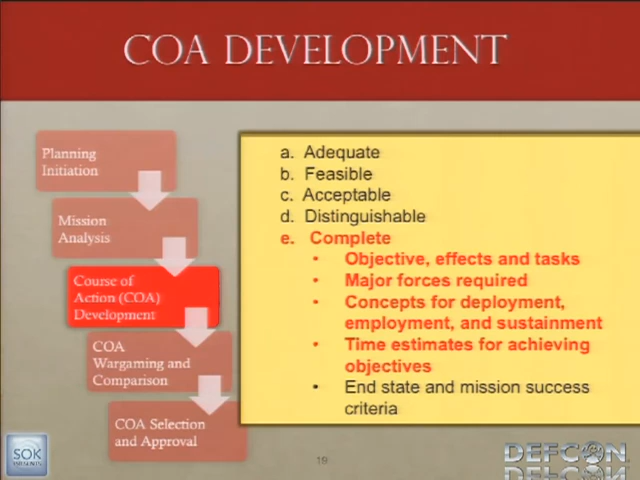 COA DEVELOPMENT
Planning
Initiation
Mission
Analysis
Course of
Action (COA)
Development
COA
Wargaming and
Comparison
COA Selection
and Approval
a. Adequate
b. Feasible
c. Acceptable
d. Distinguishable
e. Complete
• Objective, effects and tasks
• Major forces required
• Concepts for deployment,
employment, and sustainment
• Time estimates for achieving
objectives
• End state and mission success
criteria
SOK
19
DEFCON